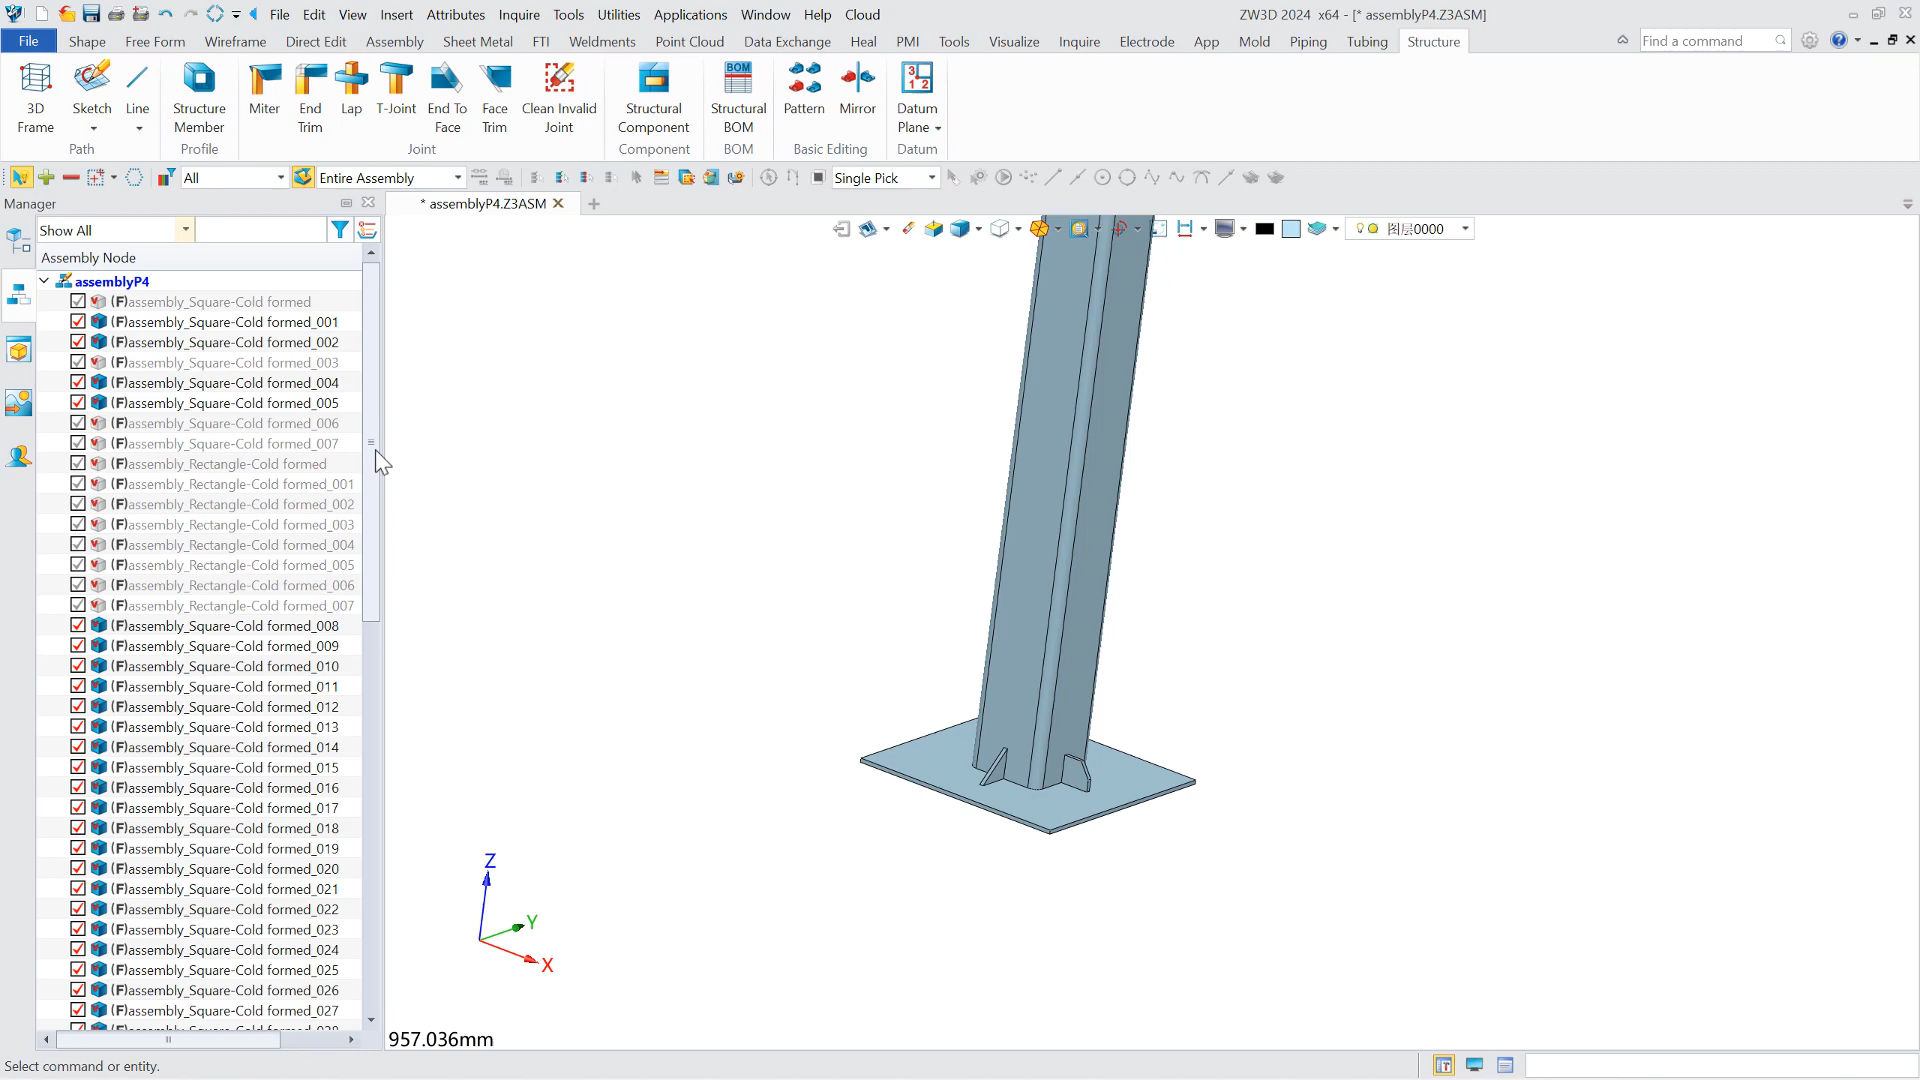 File Edit View Insert Attributes Inquire Tools Utilities Applications Window Help Cloud ZW3D 2024 x64 - [* assemblyP4.Z3ASM]
File Shape Free Form Wireframe Direct Edit Assembly Sheet Metal FTI Weldments Point Cloud Data Exchange Heal PMI Tools Visualize Inquire Electrode App Mold Piping Tubing Structure Find a command
3D Frame Sketch Line Structure Member Miter End Trim Lap T-Joint End To Face Face Trim Clean Invalid Joint Structural Component BOM Structural BOM Pattern Mirror 3 1 2 Datum Plane
Path Profile Joint Component BOM Basic Editing Datum
All Entire Assembly Single Pick
Manager * assemblyP4.Z3ASM
Show All 图层0000
Assembly Node
assemblyP4
(F)assembly_Square-Cold formed
(F)assembly_Square-Cold formed_001
(F)assembly_Square-Cold formed_002
(F)assembly_Square-Cold formed_003
(F)assembly_Square-Cold formed_004
(F)assembly_Square-Cold formed_005
(F)assembly_Square-Cold formed_006
(F)assembly_Square-Cold formed_007
(F)assembly_Rectangle-Cold formed
(F)assembly_Rectangle-Cold formed_001
(F)assembly_Rectangle-Cold formed_002
(F)assembly_Rectangle-Cold formed_003
(F)assembly_Rectangle-Cold formed_004
(F)assembly_Rectangle-Cold formed_005
(F)assembly_Rectangle-Cold formed_006
(F)assembly_Rectangle-Cold formed_007
(F)assembly_Square-Cold formed_008
(F)assembly_Square-Cold formed_009
(F)assembly_Square-Cold formed_010
(F)assembly_Square-Cold formed_011
(F)assembly_Square-Cold formed_012
(F)assembly_Square-Cold formed_013
(F)assembly_Square-Cold formed_014
(F)assembly_Square-Cold formed_015
(F)assembly_Square-Cold formed_016
(F)assembly_Square-Cold formed_017
(F)assembly_Square-Cold formed_018
(F)assembly_Square-Cold formed_019
(F)assembly_Square-Cold formed_020
(F)assembly_Square-Cold formed_021
(F)assembly_Square-Cold formed_022
(F)assembly_Square-Cold formed_023
(F)assembly_Square-Cold formed_024
(F)assembly_Square-Cold formed_025
(F)assembly_Square-Cold formed_026
(F)assembly_Square-Cold formed_027
Z
Y
X
957.036mm
Select command or entity.